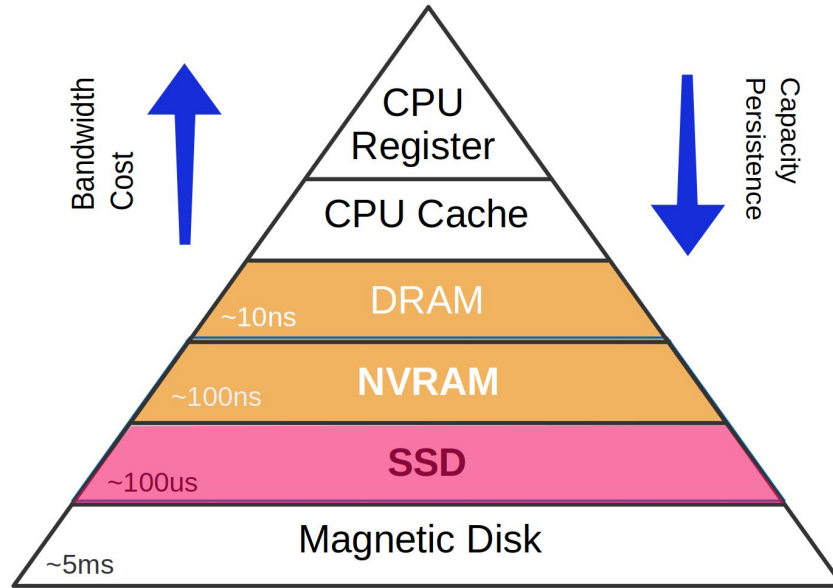 Bandwidth
Cost
Capacity
Persistence
CPU
Register
CPU Cache
DRAM
~10ns
NVRAM
~100ns
SSD
~100us
Magnetic Disk
~5ms